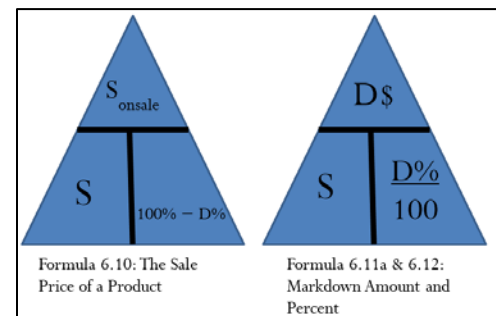 S onsale
S
100% – D%
Formula 6.10: The Sale
Price of a Product
D$
S
D%
100
Formula 6.11a & 6.12:
Markdown Amount and
Percent